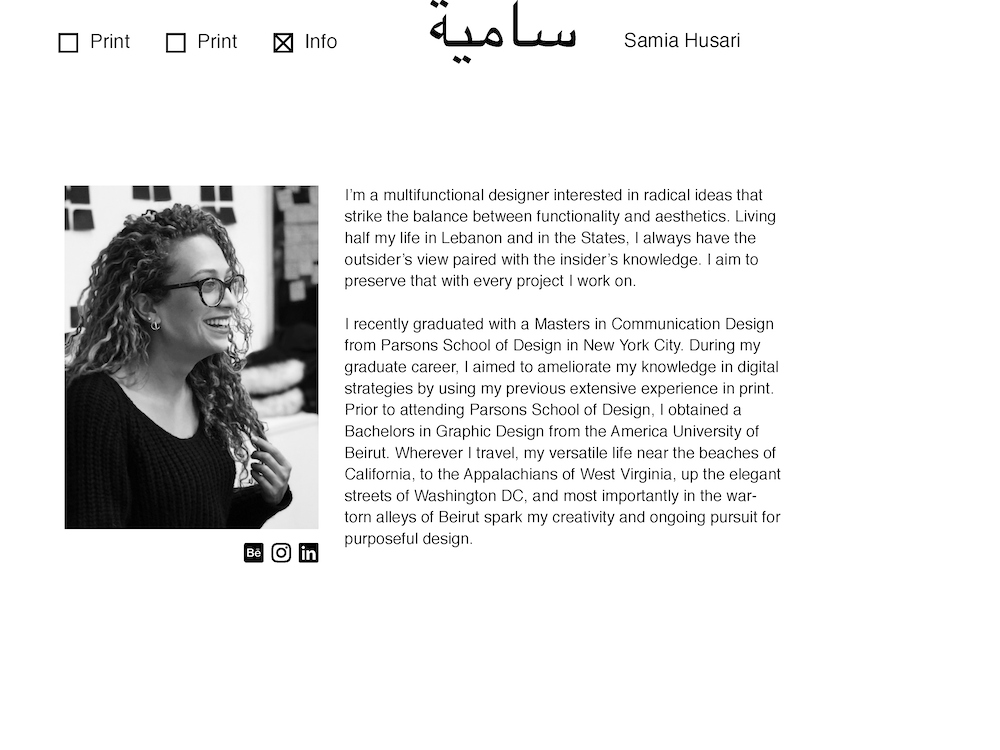 Print
Print
Info
سامية
Samia Husari
I'm a multifunctional designer interested in radical ideas that
strike the balance between functionality and aesthetics. Living
half my life in Lebanon and in the States, I always have the
outsider's view paired with the insider's knowledge. I aim to
preserve that with every project I work on.
I recently graduated with a Masters in Communication Design
from Parsons School of Design in New York City. During my
graduate career, I aimed to ameliorate my knowledge in digital
strategies by using my previous extensive experience in print.
Prior to attending Parsons School of Design, I obtained a
Bachelors in Graphic Design from the America University of
Beirut. Wherever I travel, my versatile life near the beaches of
California, to the Appalachians of West Virginia, up the elegant
streets of Washington DC, and most importantly in the war-
torn alleys of Beirut spark my creativity and ongoing pursuit for
purposeful design.
Bē
in